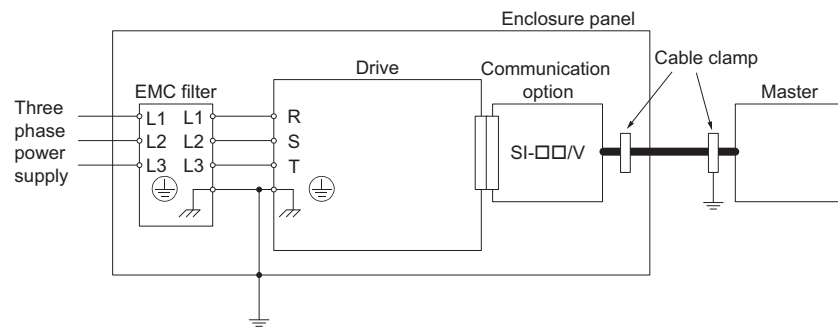 Enclosure panel
Drive
Communication
option
Cable clamp
EMC filter
Master
Three
phase
power
supply
L1 L1 R
L2 L2 S
L3 L3 T
SI-□□/V